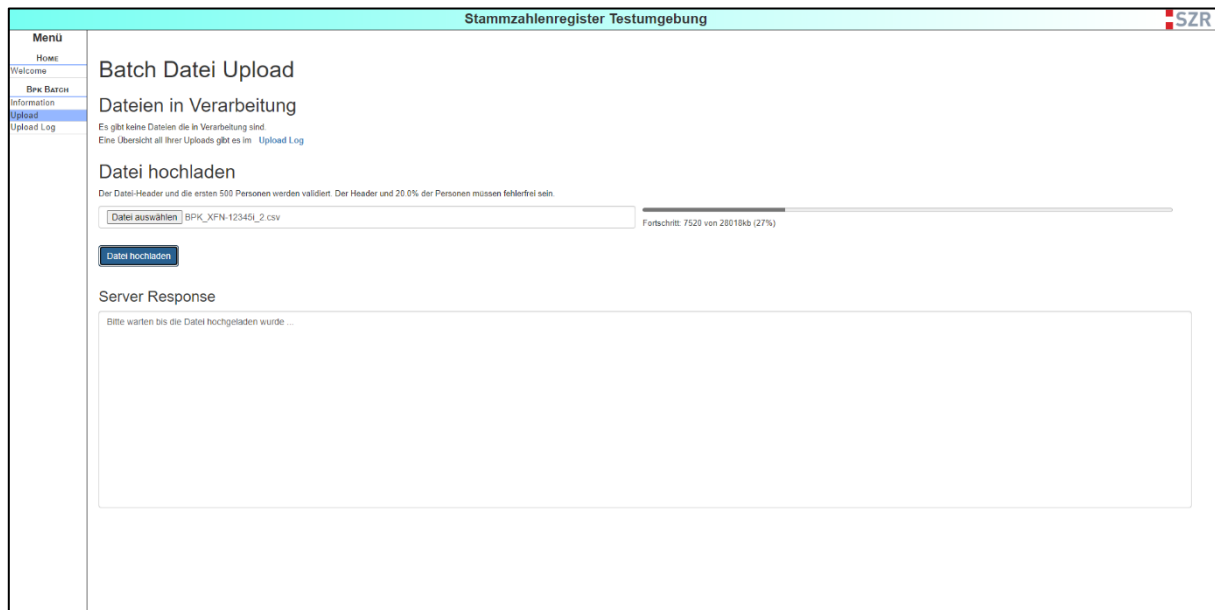 Stammzahlenregister Testumgebung
SZR
Menü
HOME
Welcome
BPK BATCH
Information
Upload
Upload Log
Batch Datei Upload
Dateien in Verarbeitung
Es gibt keine Dateien die in Verarbeitung sind.
Eine Übersicht all Ihrer Uploads gibt es im Upload Log
Datei hochladen
Der Datei-Header und die ersten 500 Personen werden validiert. Der Header und 20.0% der Personen müssen fehlerfrei sein.
Datei auswählen BPK_XFN-12345i_2.csv
Fortschritt: 7520 von 28018kb (27%)
Datei hochladen
Server Response
Bitte warten bis die Datei hochgeladen wurde ...